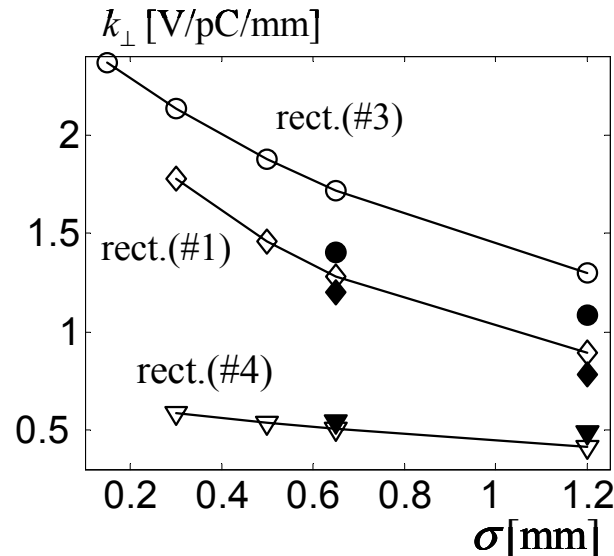 k⊥ [V/pC/mm]
2
rect.(#3)
1.5
rect.(#1)
1
rect.(#4)
0.5
0.2 0.4 0.6 0.8 1 1.2
σ [mm]